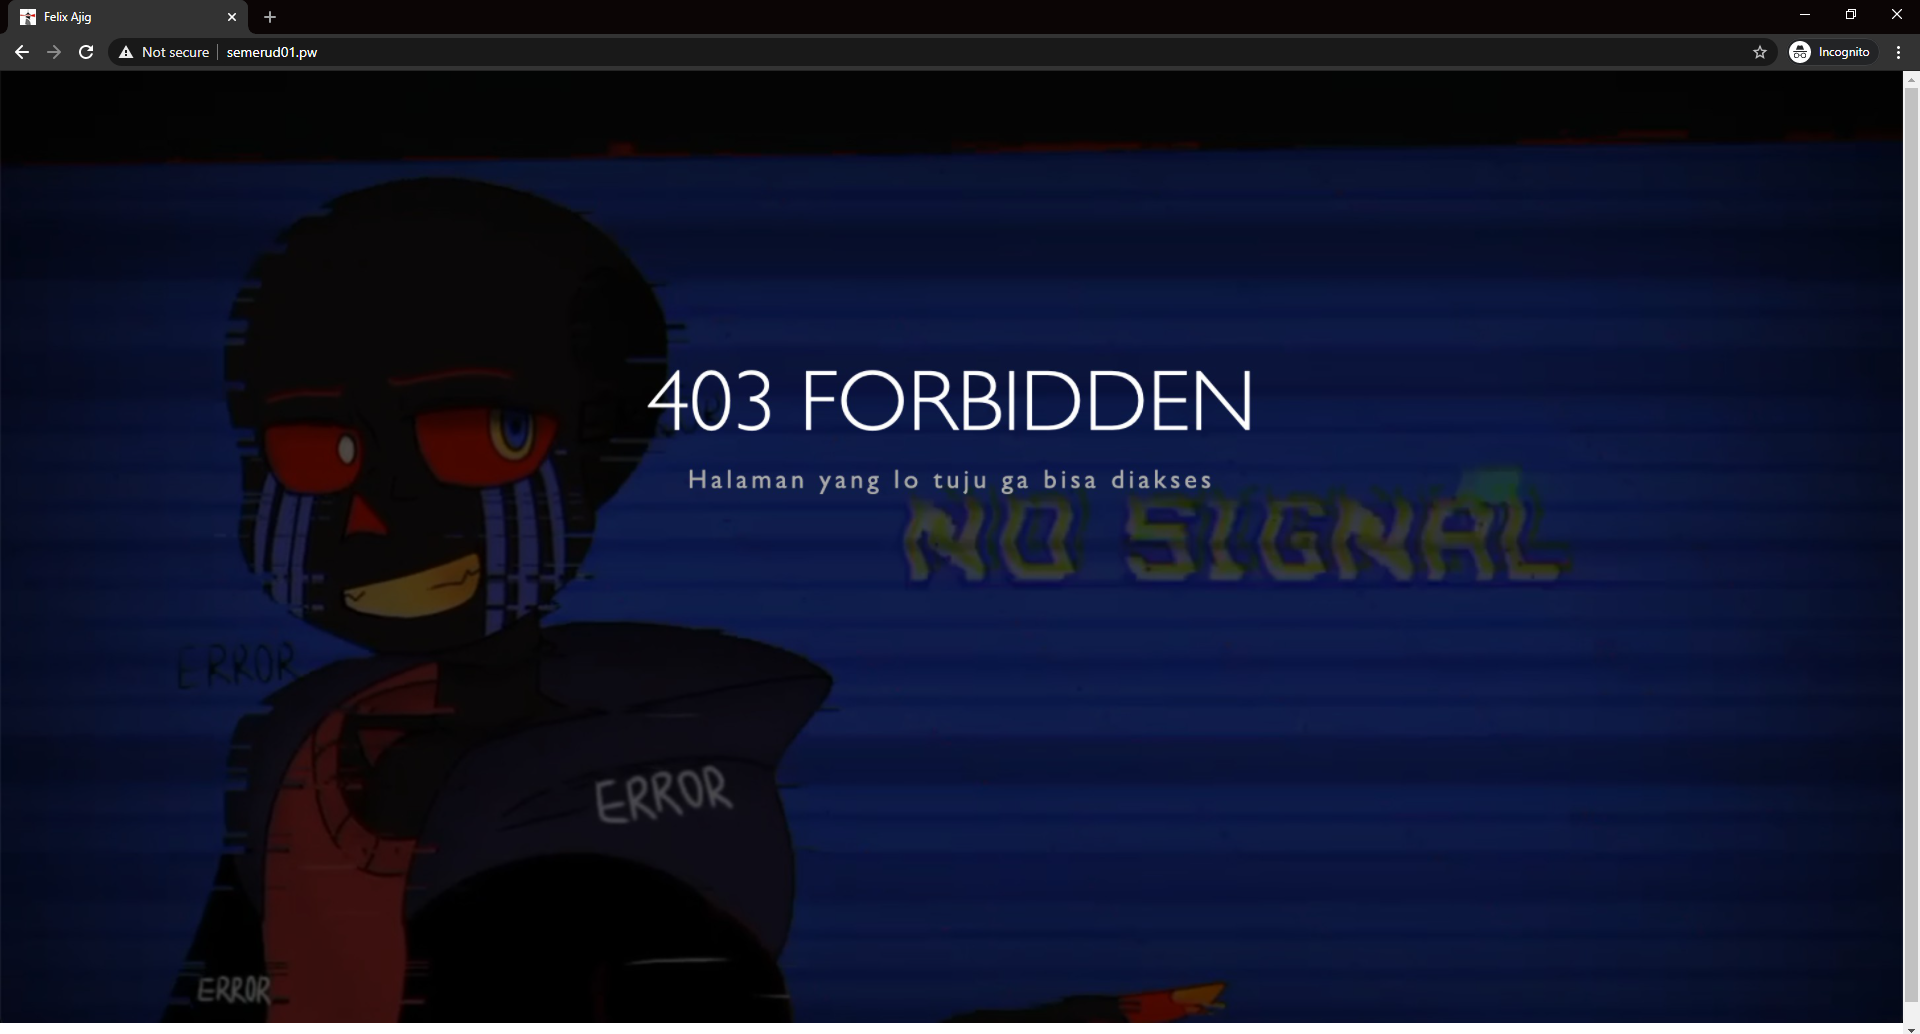 Felix Ajig
Not secure
semerud01.pw
Incognito
403 FORBIDDEN
Halaman yang lo tuju ga bisa diakses
NO SIGNAL
ERROR
ERROR
ERROR